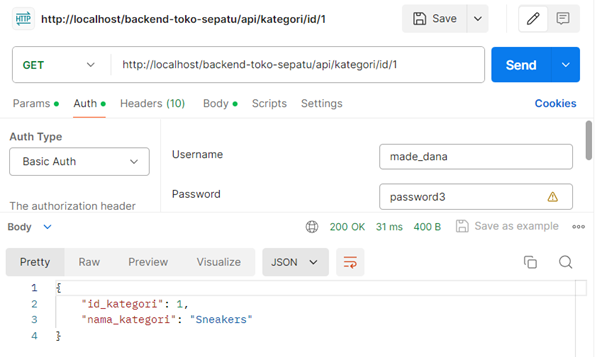 HTTP http://localhost/backend-toko-sepatu/api/kategori/id/1 Save
GET http://localhost/backend-toko-sepatu/api/kategori/id/1 Send
Params Auth Headers (10) Body Scripts Settings Cookies
Auth Type
Basic Auth
The authorization header
Username made_dana
Password password3
Body 200 OK 31 ms 400 B Save as example
Pretty Raw Preview Visualize JSON
1 {
2 "id_kategori": 1,
3 "nama_kategori": "Sneakers"
4 }